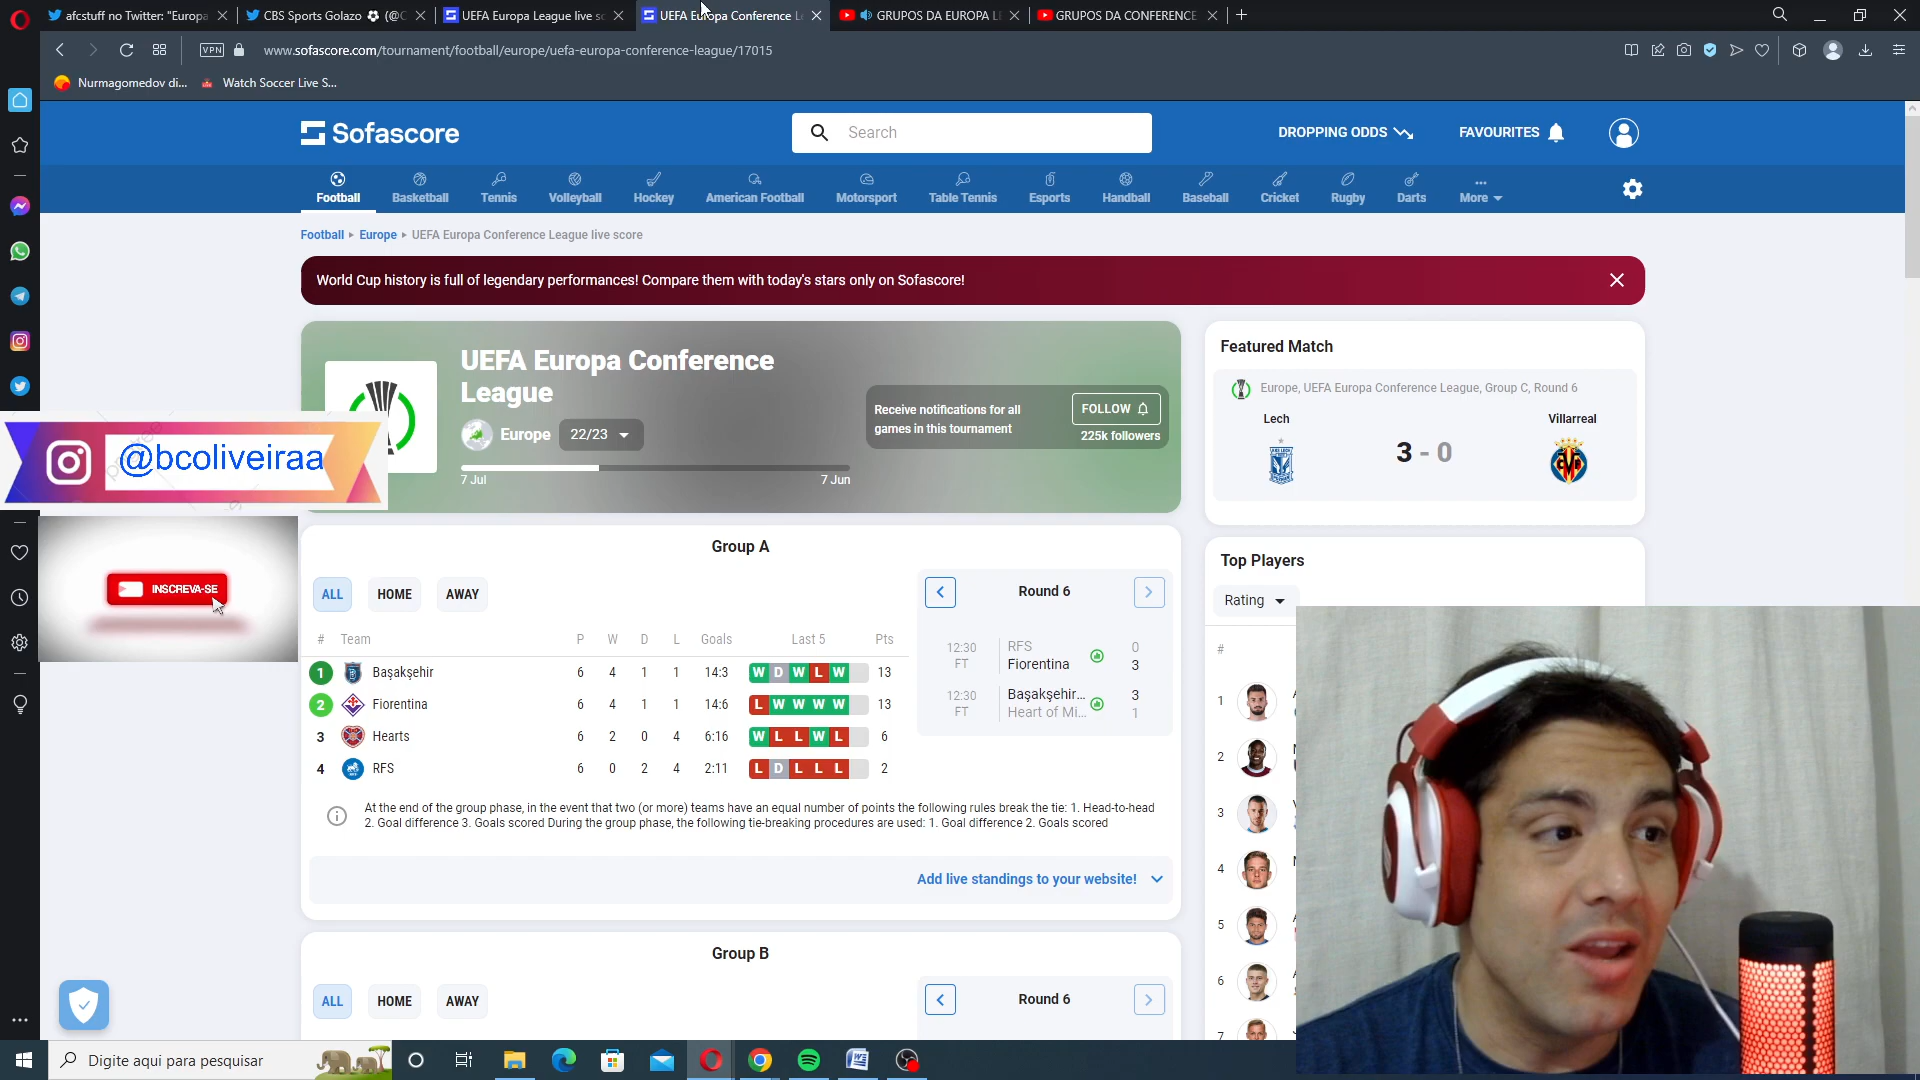 afcstuff no Twitter: "Europa
CBS Sports Golazo ⚽ (@C
UEFA Europa League live sc
UEFA Europa Conference L
GRUPOS DA EUROPA L
GRUPOS DA CONFERENCE
VPN
www.sofascore.com/tournament/football/europe/uefa-europa-conference-league/17015
Nurmagomedov di...
Watch Soccer Live S...
Sofascore
Search
DROPPING ODDS
FAVOURITES
Football
Basketball
Tennis
Volleyball
Hockey
American Football
Motorsport
Table Tennis
Esports
Handball
Baseball
Cricket
Rugby
Darts
More
Football
Europe
UEFA Europa Conference League live score
World Cup history is full of legendary performances! Compare them with today's stars only on Sofascore!
UEFA Europa Conference
League
Europe
22/23
7 Jul
7 Jun
Receive notifications for all
games in this tournament
FOLLOW
225k followers
Featured Match
Europe, UEFA Europa Conference League, Group C, Round 6
Lech
3 - 0
Villarreal
@bcoliveiraa
INSCREVA-SE
Group A
ALL HOME AWAY
# Team P W D L Goals Last 5 Pts
1 Başakşehir 6 4 1 1 14:3 W D W L W 13
2 Fiorentina 6 4 1 1 14:6 L W W W W 13
3 Hearts 6 2 0 4 6:16 W L L W L 6
4 RFS 6 0 2 4 2:11 L D L L L 2
Round 6
12:30 RFS 0
FT Fiorentina 3
12:30 Başakşehir... 3
FT Heart of Mi... 1
At the end of the group phase, in the event that two (or more) teams have an equal number of points the following rules break the tie: 1. Head-to-head
2. Goal difference 3. Goals scored During the group phase, the following tie-breaking procedures are used: 1. Goal difference 2. Goals scored
Add live standings to your website!
Top Players
Rating
#
1
2
3
4
5
6
7
Group B
ALL HOME AWAY
Round 6
Digite aqui para pesquisar